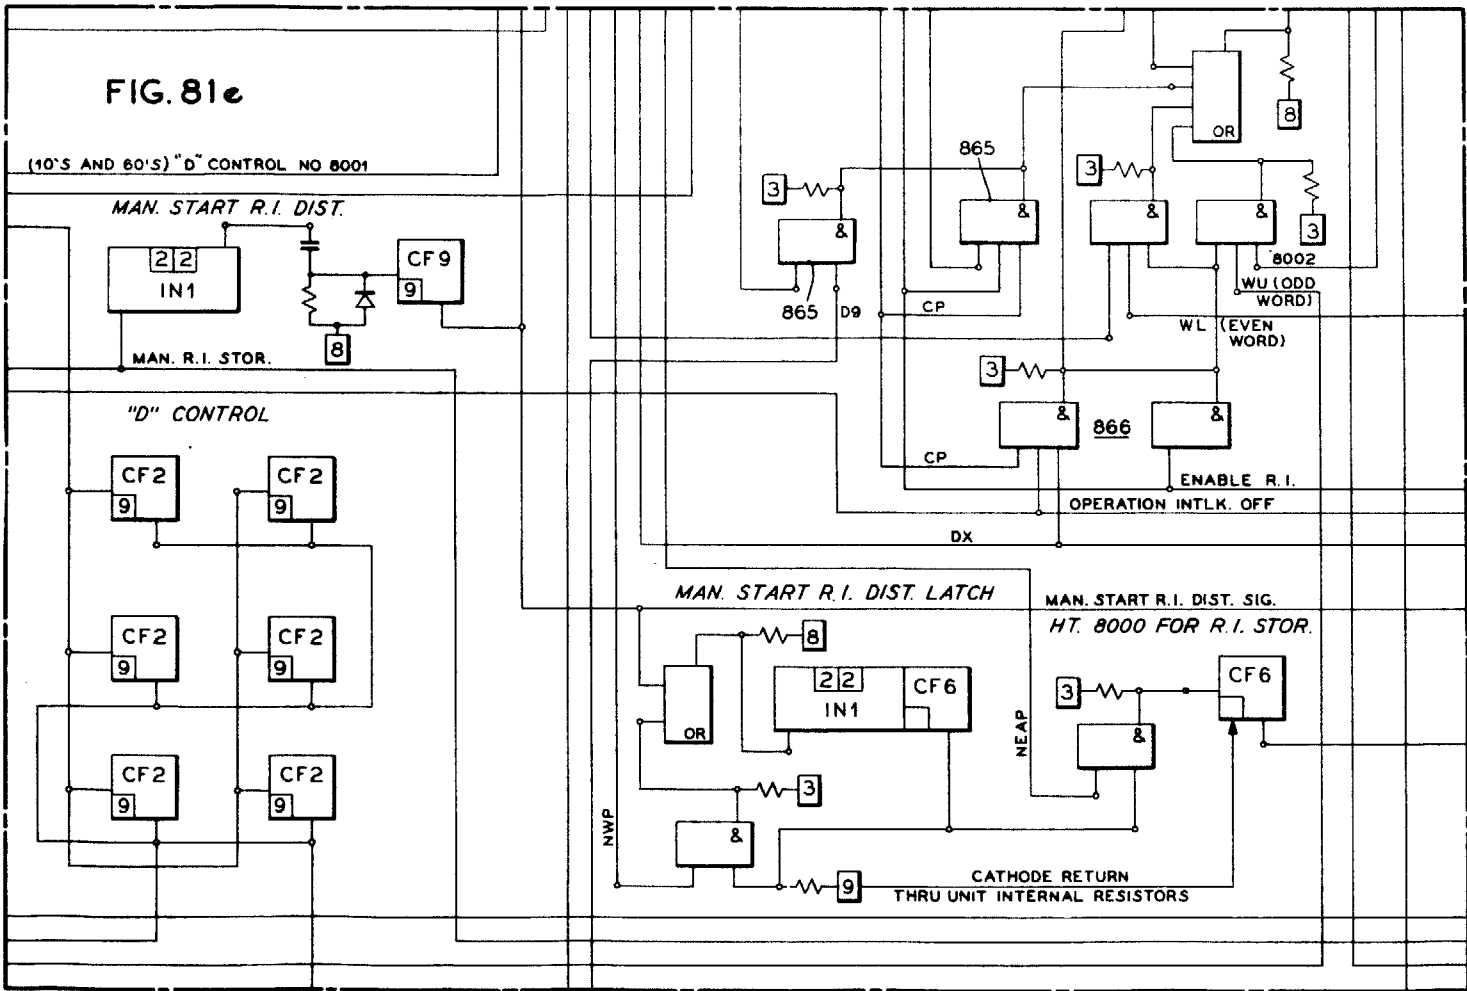 FIG. 81e
(10'S AND 60'S) "D" CONTROL NO 8001
MAN. START R.I. DIST.
2 2
IN1
CF9
9
8
MAN. R.I. STOR.
"D" CONTROL
CF2
9
CF2
9
CF2
9
CF2
9
CF2
9
CF2
9
OR
8
865
3
&
865
D9
&
CP
3
&
&
3
8002
WU (ODD
WORD)
WL (EVEN
WORD)
3
&
866
&
CP
ENABLE R.I.
OPERATION INTLK. OFF
DX
MAN. START R.I. DIST. LATCH
MAN. START R.I. DIST. SIG.
HT. 8000 FOR R.I. STOR.
8
OR
2 2
IN1
CF6
3
&
NWP
9
NEAP
3
&
CF6
CATHODE RETURN
THRU UNIT INTERNAL RESISTORS